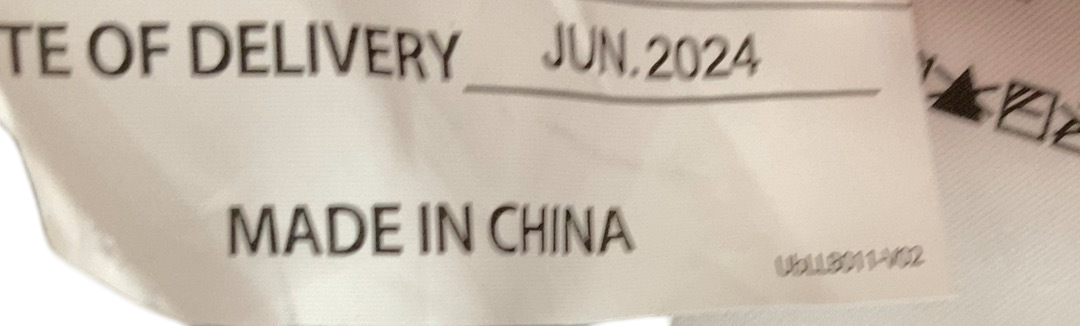 TE OF DELIVERY JUN.2024
MADE IN CHINA